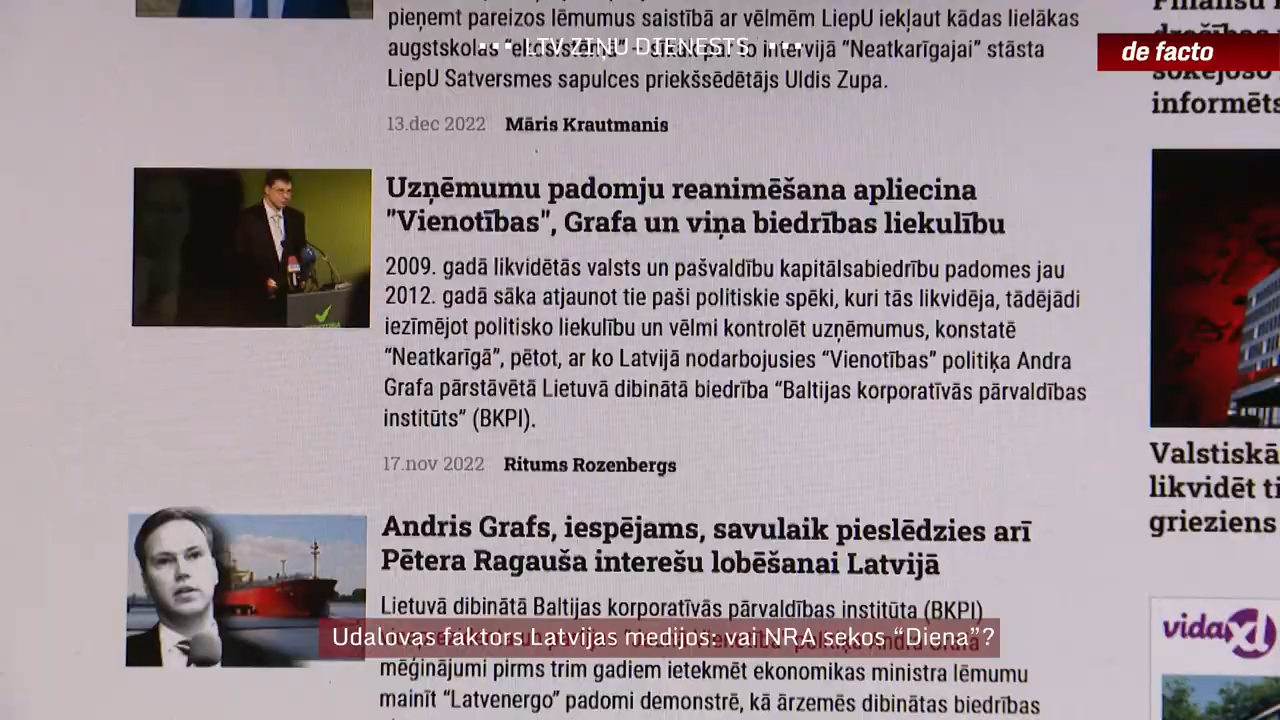 pieņemt pareizos lēmumus saistībā ar vēlmēm LiepU iekļaut kādas lielākas
augstskolas
LTV ZIŅU DIENESTS
intervijā “Neatkarīgajai” stāsta
LiepU Satversmes sapulces priekšsēdētājs Uldis Zupa.
13.dec 2022 Māris Krautmanis
de facto
informēts
Uzņēmumu padomju reanimēšana apliecina
"Vienotības", Grafa un viņa biedrības liekulību
2009. gadā likvidētās valsts un pašvaldību kapitālsabiedrību padomes jau
2012. gadā sāka atjaunot tie paši politiskie spēki, kuri tās likvidēja, tādējādi
iezīmējot politisko liekulību un vēlmi kontrolēt uzņēmumus, konstatē
“Neatkarīgā”, pētot, ar ko Latvijā nodarbojusies “Vienotības” politiķa Andra
Grafa pārstāvētā Lietuvā dibinātā biedrība “Baltijas korporatīvās pārvaldības
institūts” (BKPI).
17.nov 2022 Ritums Rozenbergs
Valstiskā
likvidēt ti
grieziens
Andris Grafs, iespējams, savulaik pieslēdzies arī
Pētera Ragauša interešu lobēšanai Latvijā
Lietuvā dibinātā Baltijas korporatīvās pārvaldības institūta (BKPI)
Udalovas faktors Latvijas medijos: vai NRA sekos “Diena”?
mēģinājumi pirms trim gadiem ietekmēt ekonomikas ministra lēmumu
mainīt “Latvenergo” padomi demonstrē, kā ārzemēs dibinātas biedrības
vidaXL